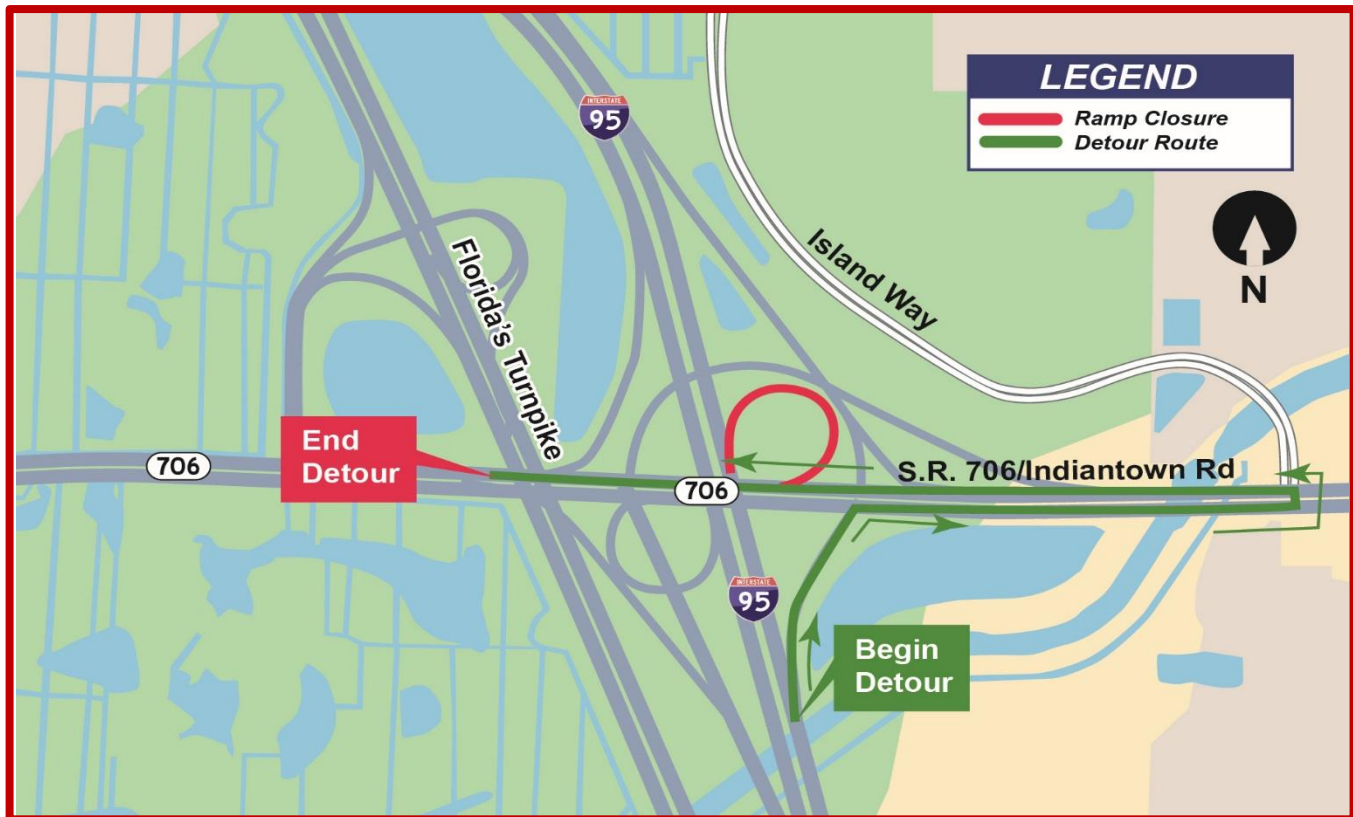 LEGEND
Ramp Closure
Detour Route
INTERSTATE
95
N
Island Way
Florida's Turnpike
End
Detour
706
706
S.R. 706/Indiantown Rd
INTERSTATE
95
Begin
Detour